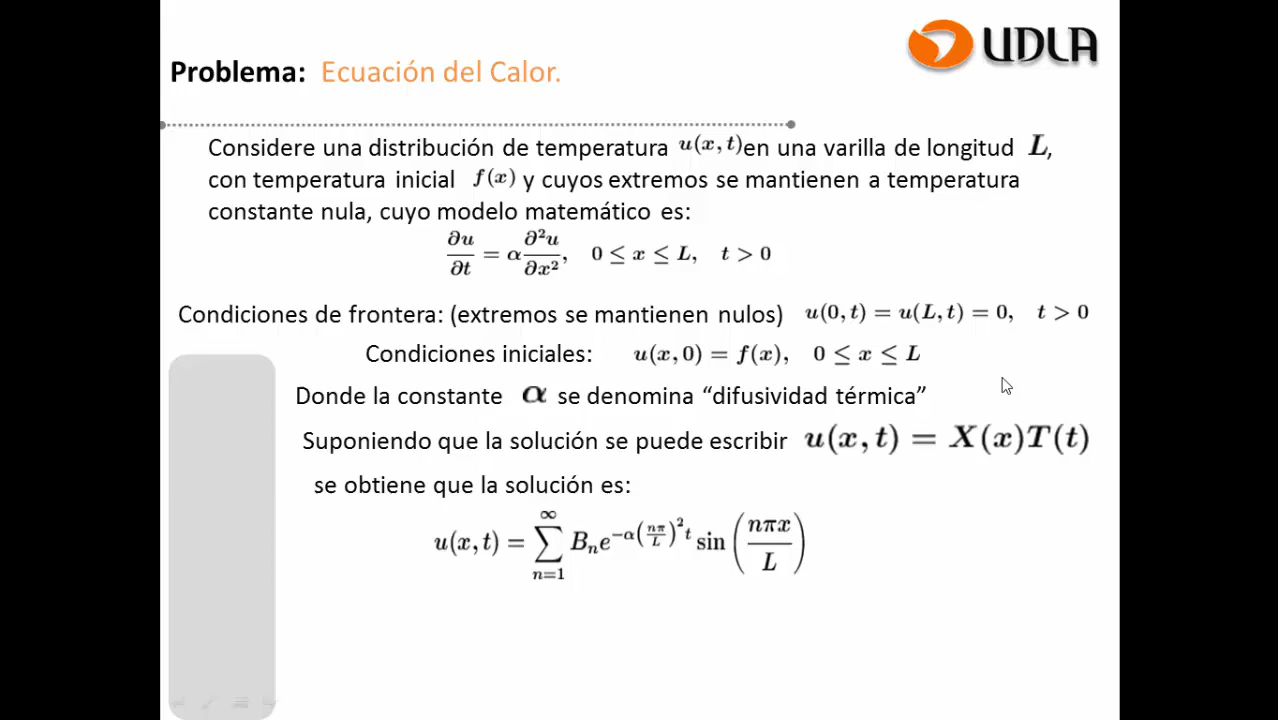 UDLA
Problema: Ecuación del Calor.
Considere una distribución de temperatura u(x, t) en una varilla de longitud L,
con temperatura inicial f(x) y cuyos extremos se mantienen a temperatura
constante nula, cuyo modelo matemático es:
∂u/∂t = α ∂²u/∂x², 0 ≤ x ≤ L, t > 0
Condiciones de frontera: (extremos se mantienen nulos) u(0, t) = u(L, t) = 0, t > 0
Condiciones iniciales: u(x, 0) = f(x), 0 ≤ x ≤ L
Donde la constante α se denomina “difusividad térmica”
Suponiendo que la solución se puede escribir u(x, t) = X(x)T(t)
se obtiene que la solución es:
u(x, t) = ∑_{n=1}^{∞} Bₙ e^{−α(nπ/L)² t} sin(nπx/L)